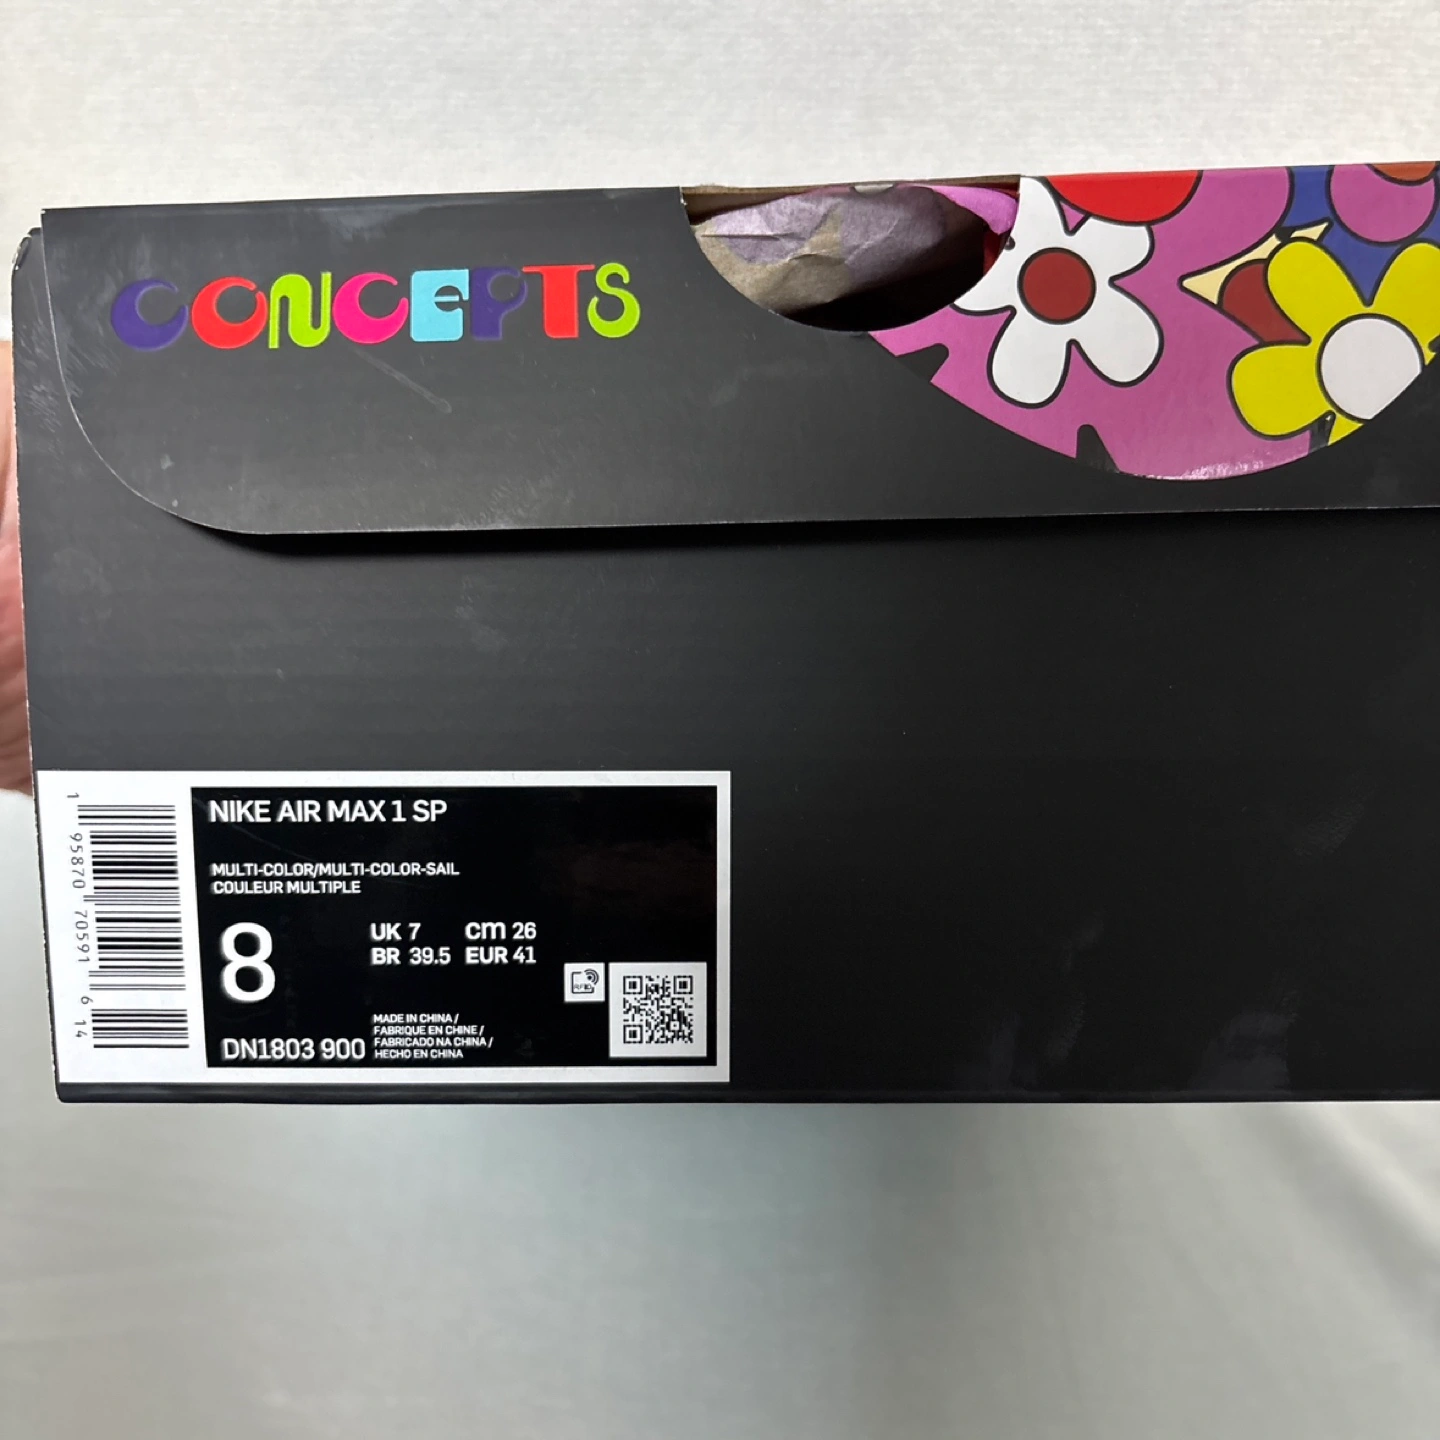 CONCEPTS
NIKE AIR MAX 1 SP
MULTI-COLOR/MULTI-COLOR-SAIL
COULEUR MULTIPLE
8
UK 7 cm 26
BR 39.5 EUR 41
RFID
DN1803 900
MADE IN CHINA /
FABRIQUE EN CHINE /
FABRICADO NA CHINA /
HECHO EN CHINA
1 95870 70591 6 14